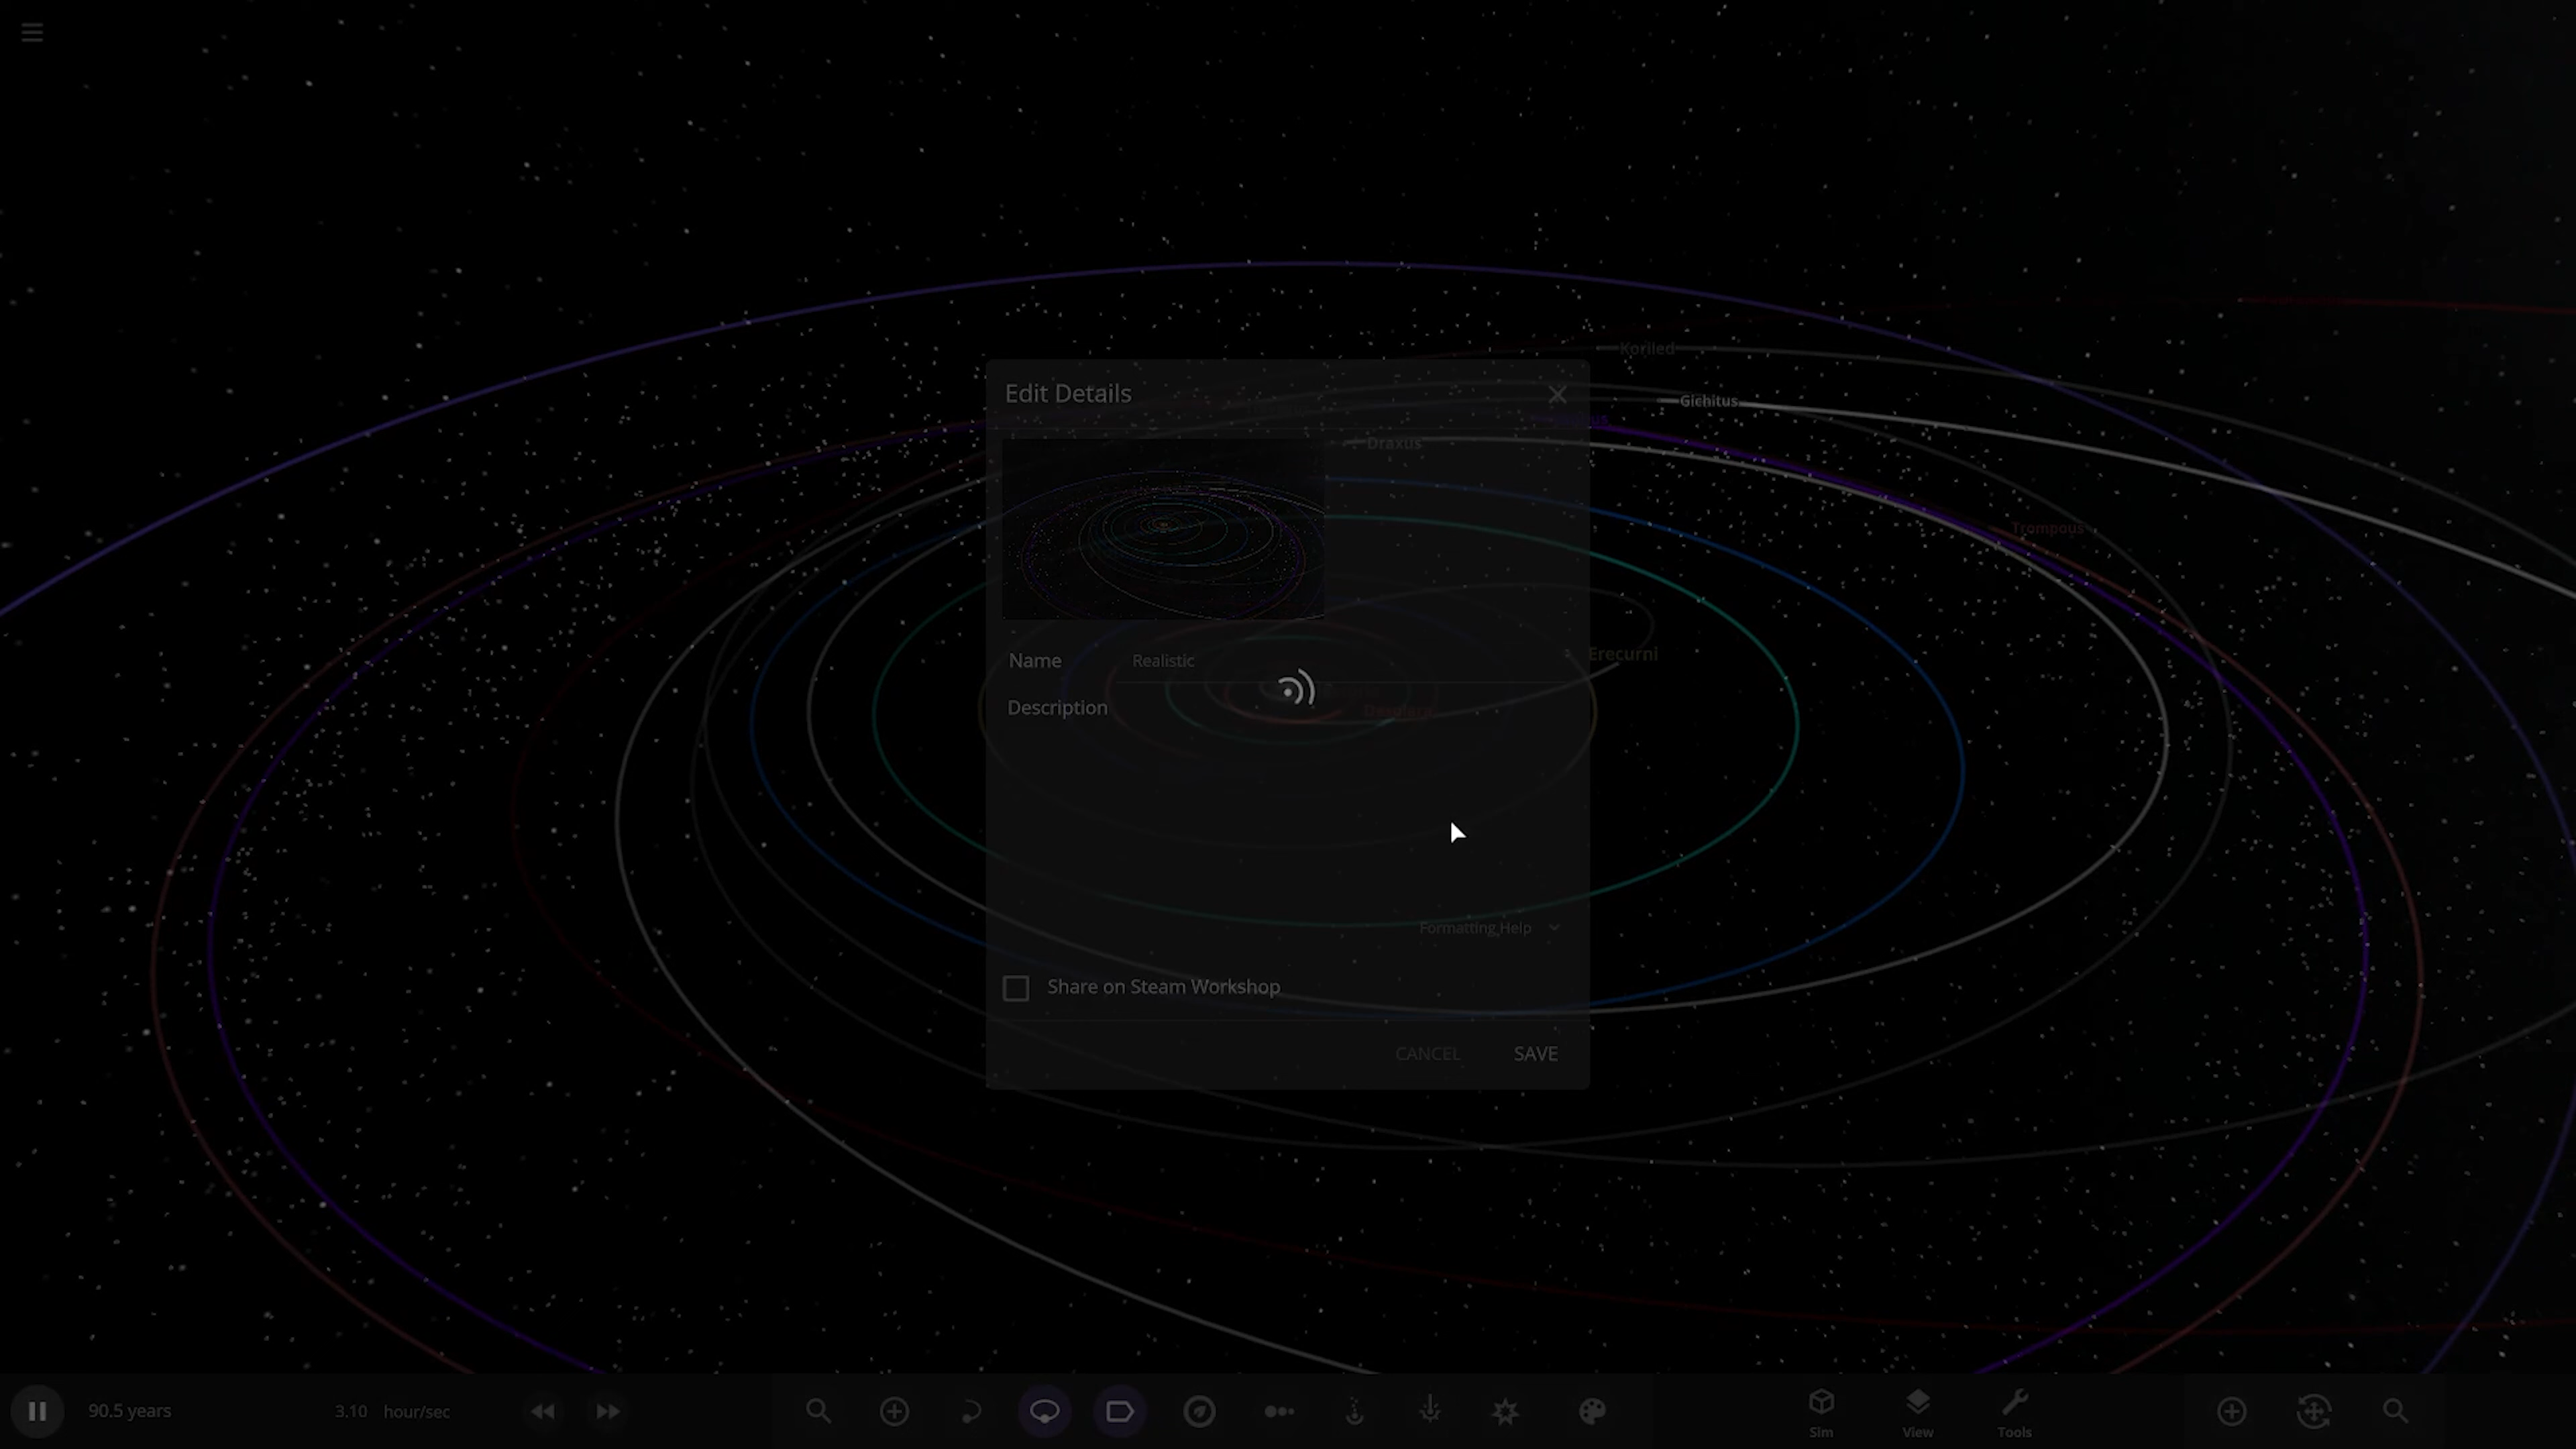 Koriled
Edit Details
Gichitus
Draxus
Trompous
Name
Realistic
Erecurnl
Description
Formatting Help
Share on Steam Workshop
CANCEL
SAVE
90.5 years
3.10 hour/sec
Sim
View
Tools